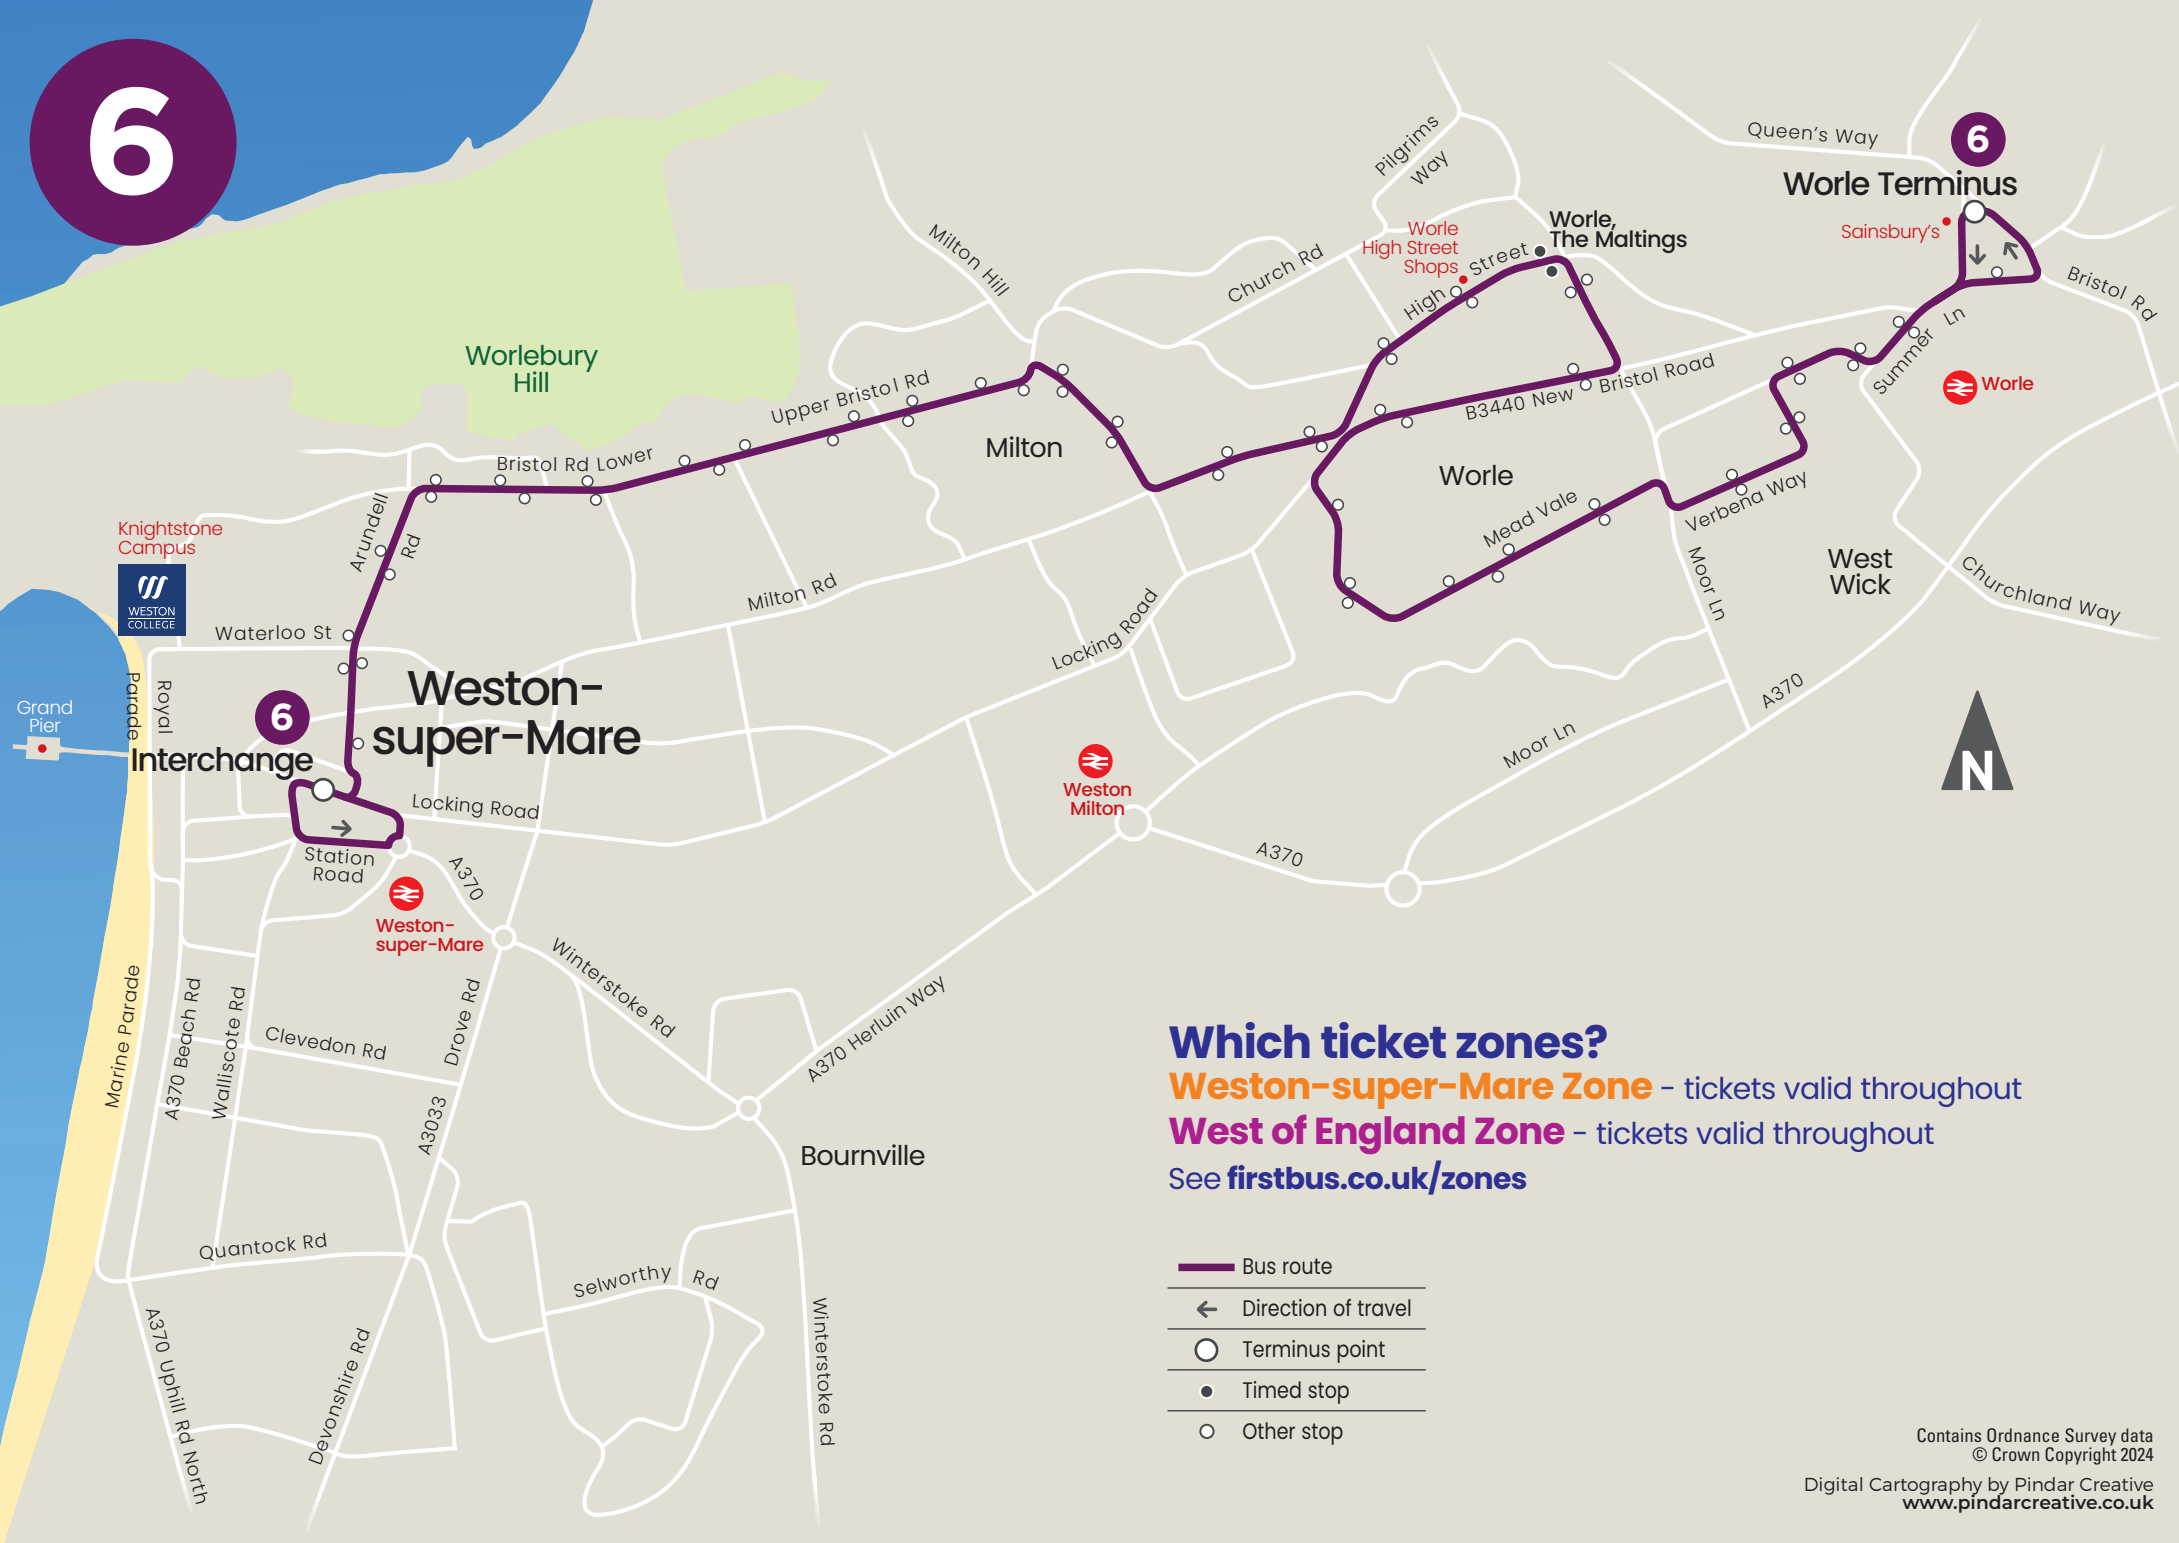 6
Queen's Way
6
Worle Terminus
Pilgrims
Way
Milton Hill
Church Rd
Worle
High Street
Shops
High Street
Worle,
The Maltings
Sainsbury's
Bristol Rd
Summer Ln
Worle
Worlebury
Hill
Upper Bristol Rd
Bristol Rd Lower
Milton
B3440 New Bristol Road
Worle
Mead Vale
Verbena Way
Arundell
Rd
Knightstone
Campus
WESTON
COLLEGE
Waterloo St
Milton Rd
Locking Road
Moor Ln
West
Wick
Churchland Way
Grand
Pier
Royal
Parade
6
Interchange
Weston-
super-Mare
Locking Road
Station
Road
A370
Weston-
super-Mare
Weston
Milton
A370
Moor Ln
A370
N
Marine Parade
A370 Beach Rd
Walliscote Rd
Clevedon Rd
Drove Rd
A3033
Winterstoke Rd
A370 Herluin Way
Bournville
Quantock Rd
Selworthy Rd
A370 Uphill Rd North
Devonshire Rd
Winterstoke Rd
Which ticket zones?
Weston-super-Mare Zone - tickets valid throughout
West of England Zone - tickets valid throughout
See firstbus.co.uk/zones
Bus route
Direction of travel
Terminus point
Timed stop
Other stop
Contains Ordnance Survey data
© Crown Copyright 2024
Digital Cartography by Pindar Creative
www.pindarcreative.co.uk